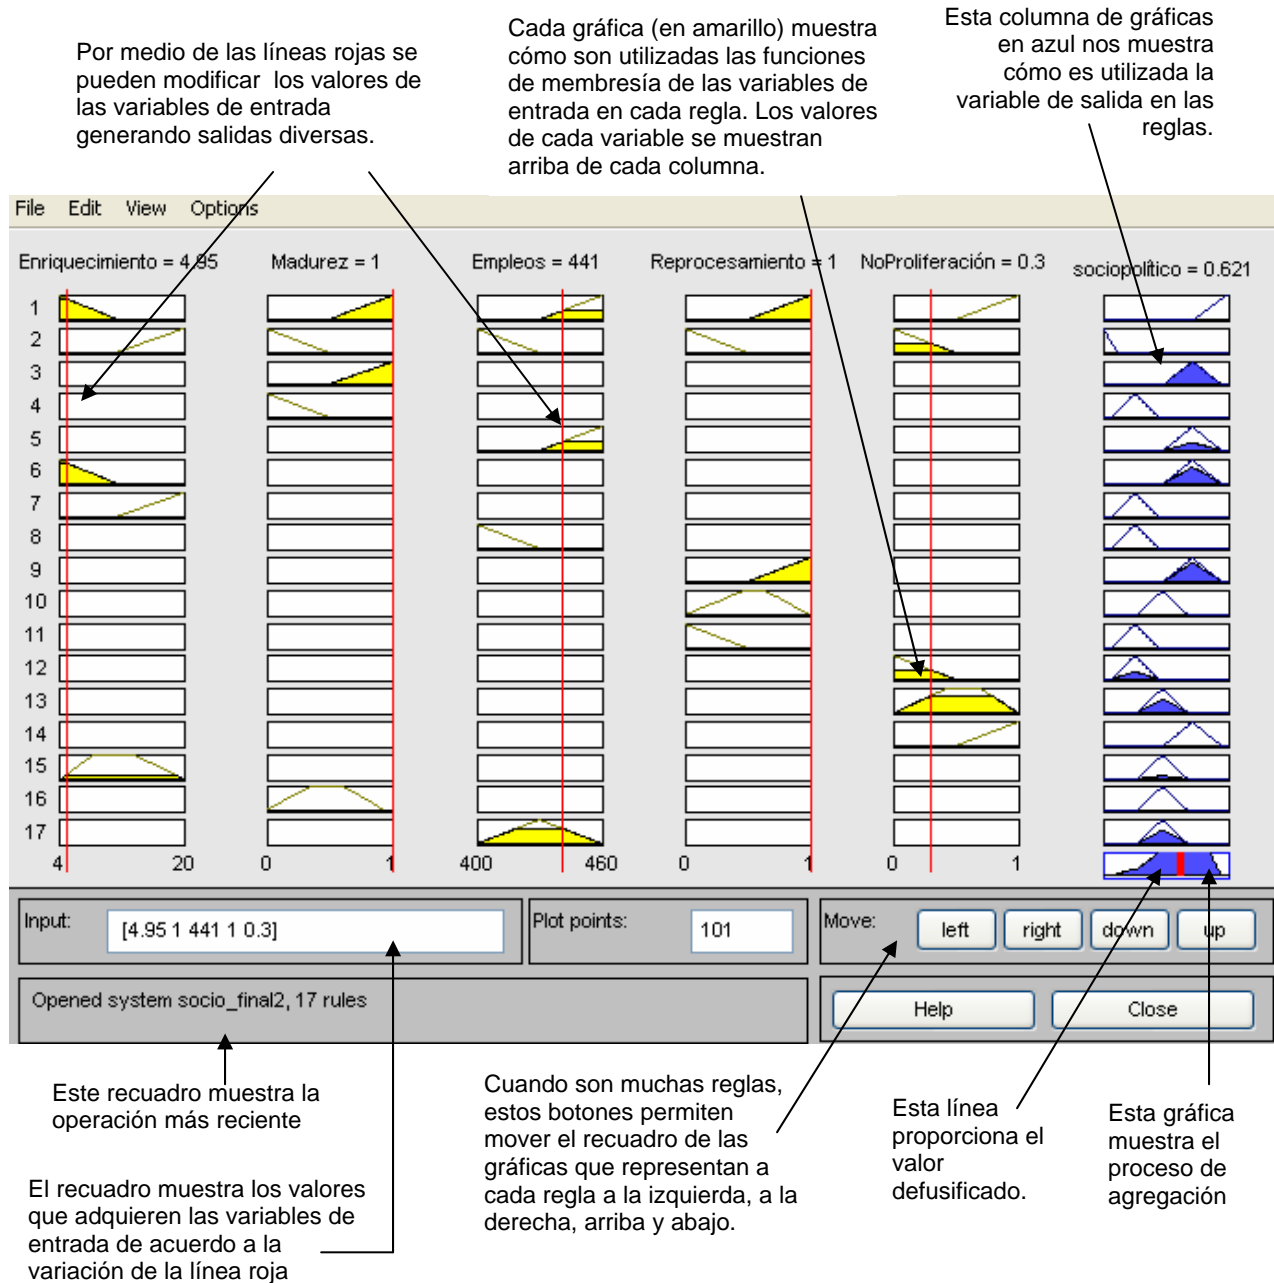 Por medio de las líneas rojas se
pueden modificar los valores de
las variables de entrada
generando salidas diversas.
Cada gráfica (en amarillo) muestra
cómo son utilizadas las funciones
de membresía de las variables de
entrada en cada regla. Los valores
de cada variable se muestran
arriba de cada columna.
Esta columna de gráficas
en azul nos muestra
cómo es utilizada la
variable de salida en las
reglas.
File Edit View Options
Enriquecimiento = 4.95 Madurez = 1 Empleos = 441 Reprocesamiento = 1 NoProliferación = 0.3 sociopolítico = 0.621
1
2
3
4
5
6
7
8
9
10
11
12
13
14
15
16
17
4 20 0 1 400 460 0 1 0 1
Input: [4.95 1 441 1 0.3] Plot points: 101 Move: left right down up
Opened system socio_final2, 17 rules Help Close
Este recuadro muestra la
operación más reciente
El recuadro muestra los valores
que adquieren las variables de
entrada de acuerdo a la
variación de la línea roja
Cuando son muchas reglas,
estos botones permiten
mover el recuadro de las
gráficas que representan a
cada regla a la izquierda, a la
derecha, arriba y abajo.
Esta línea
proporciona el
valor
defusificado.
Esta gráfica
muestra el
proceso de
agregación